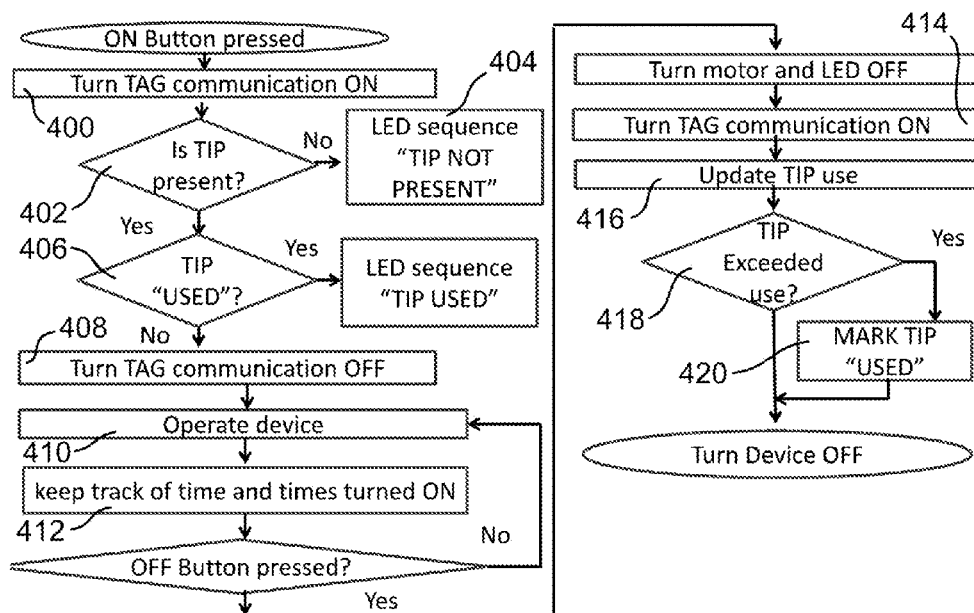 ON Button pressed
Turn TAG communication ON
400
Is TIP
present?
402
No
404
LED sequence
“TIP NOT
PRESENT”
Yes
406
TIP
“USED”?
Yes
LED sequence
“TIP USED”
No
408
Turn TAG communication OFF
Operate device
410
keep track of time and times turned ON
412
OFF Button pressed?
No
Yes
414
Turn motor and LED OFF
Turn TAG communication ON
Update TIP use
416
TIP
Exceeded
use?
418
Yes
MARK TIP
“USED”
420
Turn Device OFF